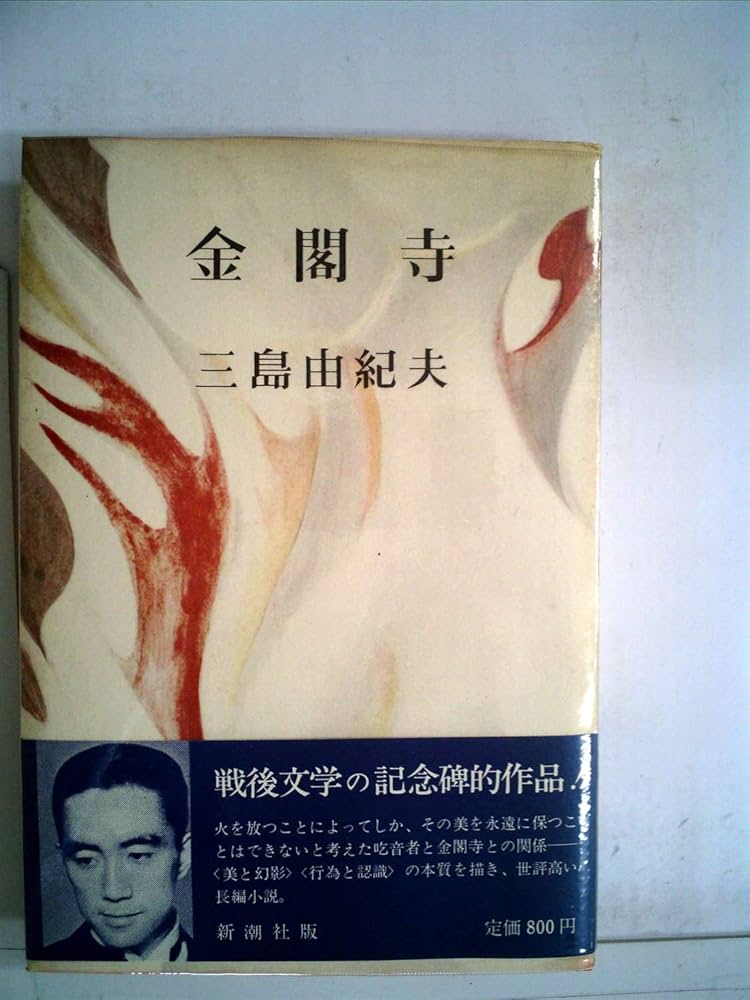 金閣寺
三島由紀夫
戦後文学の記念碑的作品!
火を放つことによってしか、その美を永遠に保つこ
とはできないと考えた吃音者と金閣寺との関係――
〈美と幻影〉〈行為と認識〉の本質を描き、世評高い
長編小説。
新潮社版
定価800円